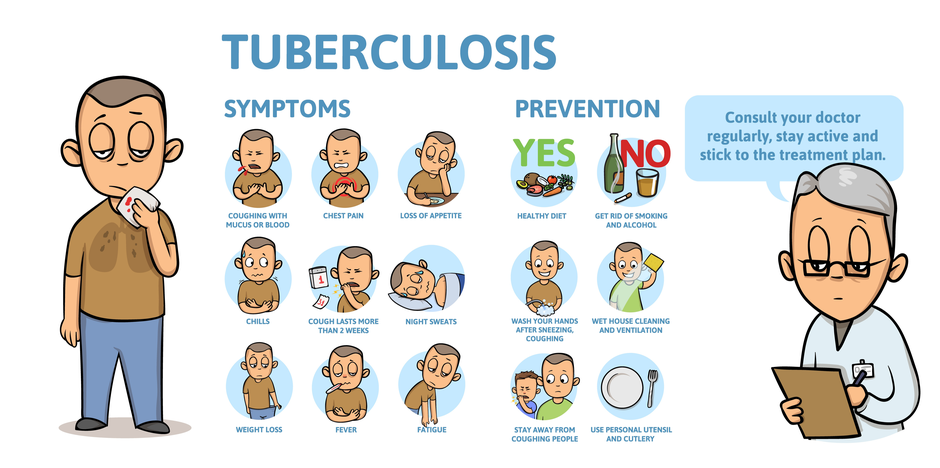 TUBERCULOSIS
SYMPTOMS
COUGHING WITH
MUCUS OR BLOOD
CHEST PAIN
LOSS OF APPETITE
CHILLS
1
COUGH LASTS MORE
THAN 2 WEEKS
NIGHT SWEATS
WEIGHT LOSS
FEVER
FATIGUE
PREVENTION
YES
HEALTHY DIET
NO
GET RID OF SMOKING
AND ALCOHOL
WASH YOUR HANDS
AFTER SNEEZING,
COUGHING
WET HOUSE CLEANING
AND VENTILATION
STAY AWAY FROM
COUGHING PEOPLE
USE PERSONAL UTENSIL
AND CUTLERY
Consult your doctor
regularly, stay active and
stick to the treatment plan.